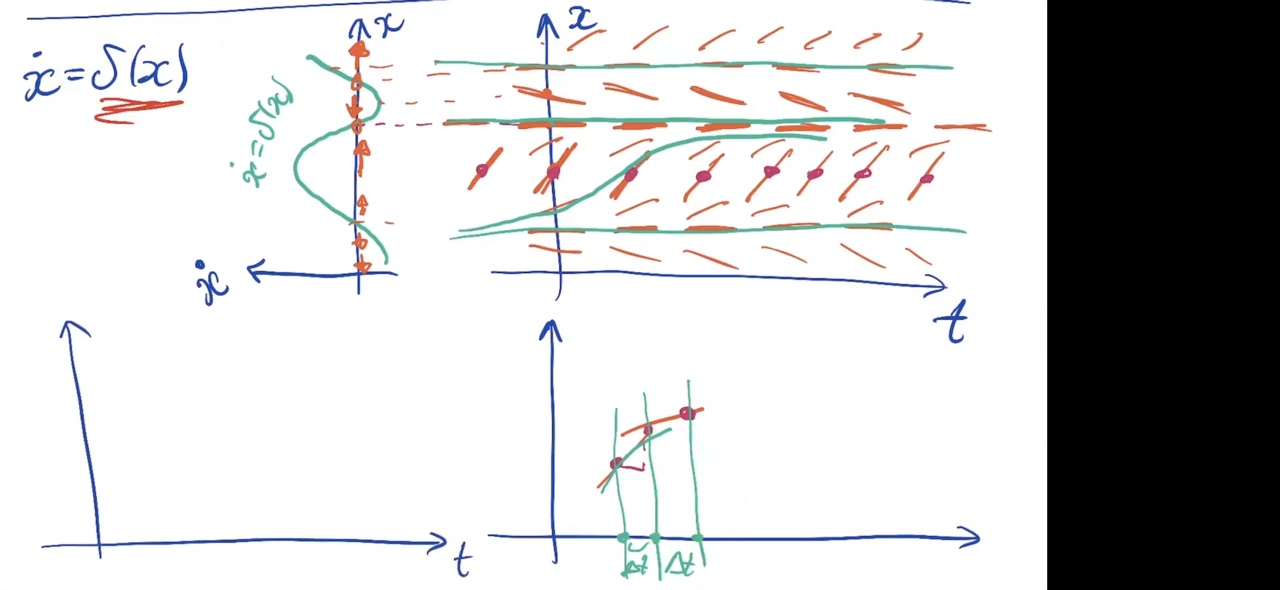 ẋ = f(x)
x
ẋ = f(x)
ẋ
x
t
t
Δt Δt